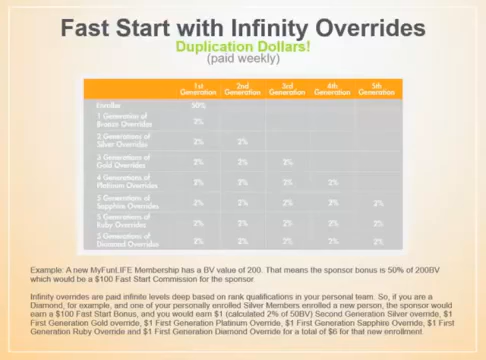 Fast Start with Infinity Overrides
Duplication Dollars!
(paid weekly)
1st Generation 2nd Generation 3rd Generation 4th Generation 5th Generation
Enroller 50%
1 Generation of Bronze Overrides 2%
2 Generations of Silver Overrides 2% 2%
3 Generations of Gold Overrides 2% 2% 2%
4 Generations of Platinum Overrides 2% 2% 2% 2%
5 Generations of Sapphire Overrides 2% 2% 2% 2% 2%
5 Generations of Ruby Overrides 2% 2% 2% 2% 2%
5 Generations of Diamond Overrides 2% 2% 2% 2% 2%
Example: A new MyFunLIFE Membership has a BV value of 200. That means the sponsor bonus is 50% of 200BV
which would be a $100 Fast Start Commission for the sponsor.
Infinity overrides are paid infinite levels deep based on rank qualifications in your personal team. So, if you are a
Diamond, for example, and one of your personally enrolled Silver Members enrolled a new person, the sponsor would
earn a $100 Fast Start Bonus, and you would earn $1 (calculated 2% of 50BV) Second Generation Silver override, $1
First Generation Gold override, $1 First Generation Platinum Override, $1 First Generation Sapphire Override, $1 First
Generation Ruby Override and $1 First Generation Diamond Override for a total of $6 for that new enrollment.